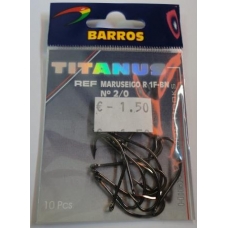 BARROS
TITANUS
REF MARUSEIGO R 1F-BN
Nº 2/0
€ - 1.50
10 Pcs